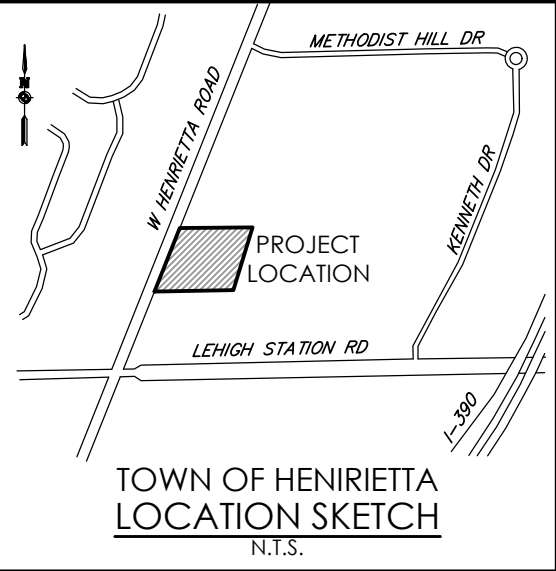 METHODIST HILL DR
N
W HENRIETTA ROAD
KENNETH DR
PROJECT
LOCATION
LEHIGH STATION RD
I-390
TOWN OF HENIRIETTA
LOCATION SKETCH
N.T.S.